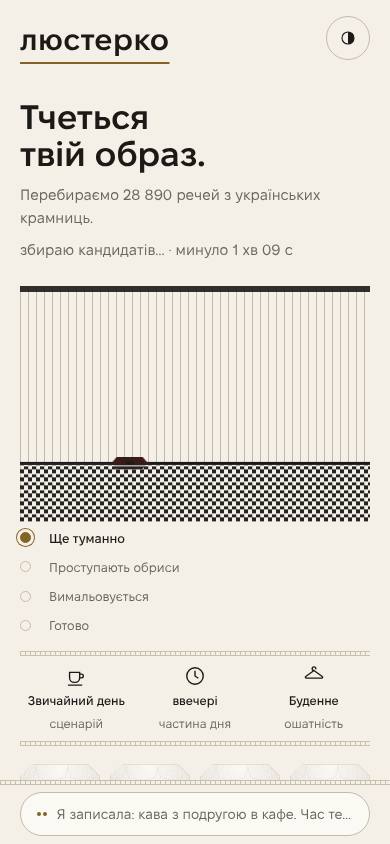 люстерко
Тчеться
твій образ.
Перебираємо 28 890 речей з українських
крамниць.
збираю кандидатів... · минуло 1 хв 09 с
Ще туманно
Проступають обриси
Вимальовується
Готово
Звичайний день
сценарій
ввечері
частина дня
Буденне
ошатність
Я записала: кава з подругою в кафе. Час те...